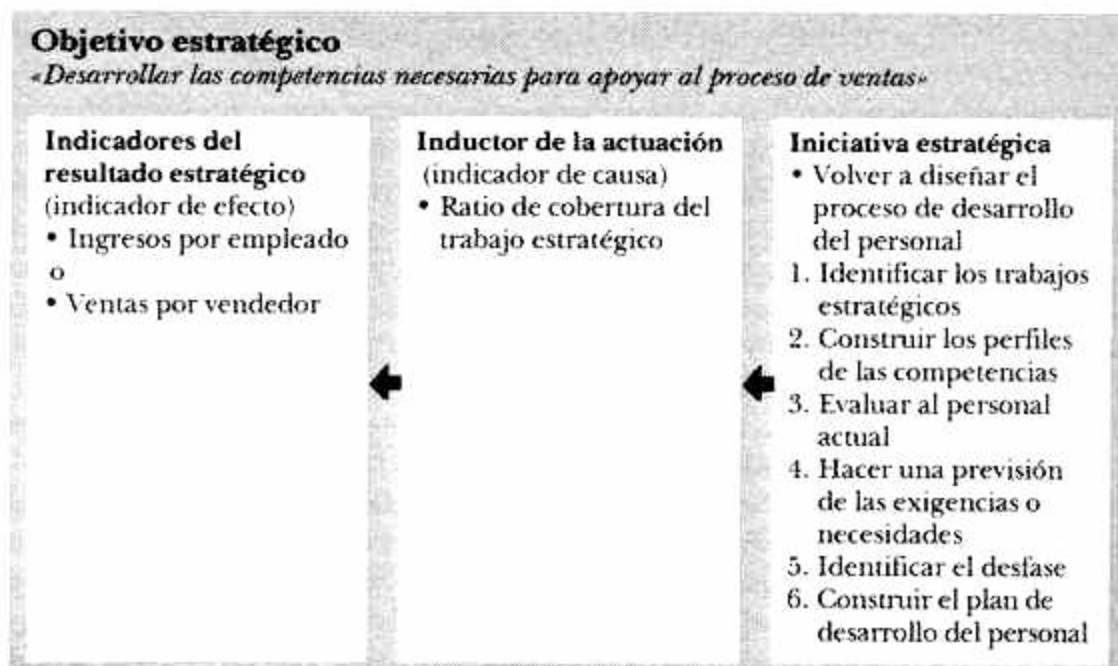 Objetivo estratégico
«Desarrollar las competencias necesarias para apoyar al proceso de ventas»
Indicadores del
resultado estratégico
(indicador de efecto)
• Ingresos por empleado
o
• Ventas por vendedor
Inductor de la actuación
(indicador de causa)
• Ratio de cobertura del
trabajo estratégico
Iniciativa estratégica
• Volver a diseñar el
proceso de desarrollo
del personal
1. Identificar los trabajos
estratégicos
2. Construir los perfiles
de las competencias
3. Evaluar al personal
actual
4. Hacer una previsión
de las exigencias o
necesidades
5. Identificar el desfase
6. Construir el plan de
desarrollo del personal